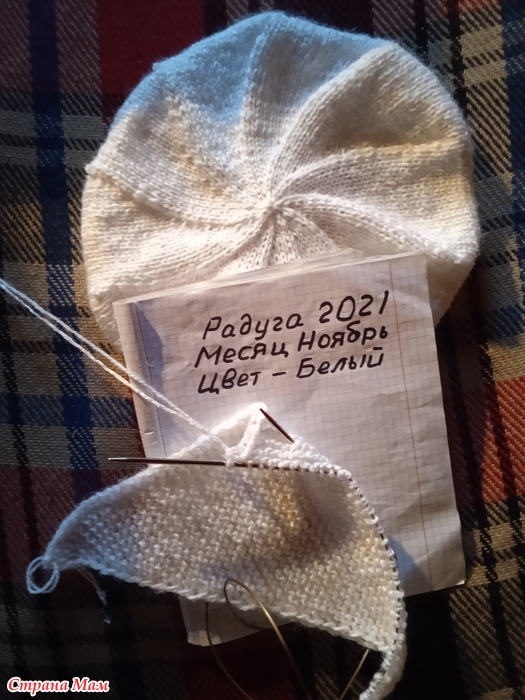 Радуга 2021
Месяц Ноябрь
Цвет - Белый
Страна Мам